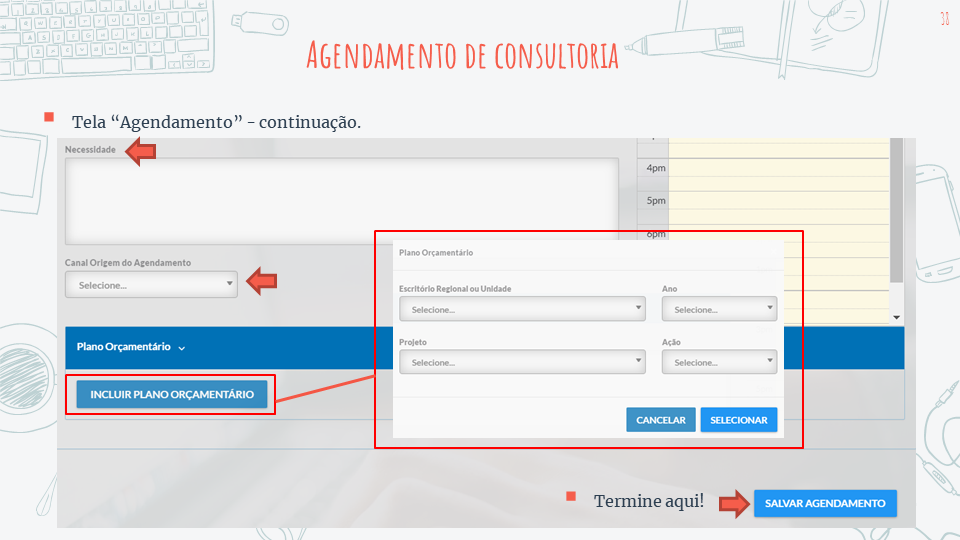 38
Agendamento de consultoria
Tela “Agendamento” - continuação.
Necessidade
4pm
5pm
6pm
Canal Origem do Agendamento
Selecione...
Plano Orçamentário
INCLUIR PLANO ORÇAMENTÁRIO
Plano Orçamentário
Escritório Regional ou Unidade
Ano
Selecione...
Selecione...
Projeto
Ação
Selecione...
Selecione...
CANCELAR
SELECIONAR
Termine aqui!
SALVAR AGENDAMENTO